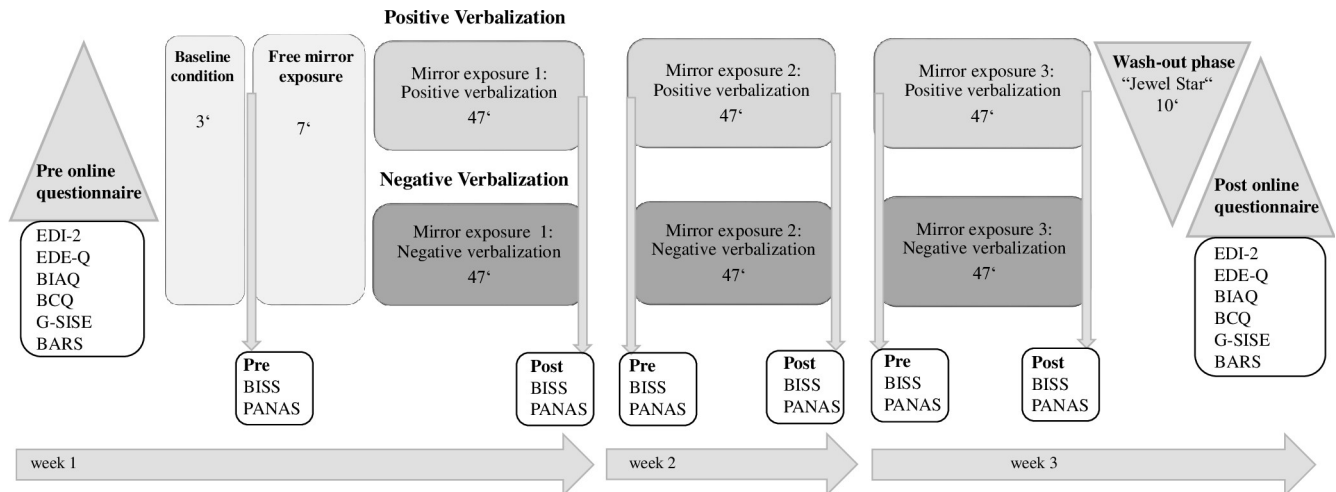 Positive Verbalization
Baseline
condition
3‘
Free mirror
exposure
7‘
Mirror exposure 1:
Positive verbalization
47‘
Mirror exposure 2:
Positive verbalization
47‘
Mirror exposure 3:
Positive verbalization
47‘
Wash-out phase
“Jewel Star“
10‘
Pre online
questionnaire
Negative Verbalization
Post online
questionnaire
Mirror exposure 1:
Negative verbalization
47‘
Mirror exposure 2:
Negative verbalization
47‘
Mirror exposure 3:
Negative verbalization
47‘
EDI-2
EDE-Q
BIAQ
BCQ
G-SISE
BARS
EDI-2
EDE-Q
BIAQ
BCQ
G-SISE
BARS
Pre
BISS
PANAS
Post
BISS
PANAS
Pre
BISS
PANAS
Post
BISS
PANAS
Pre
BISS
PANAS
Post
BISS
PANAS
week 1
week 2
week 3